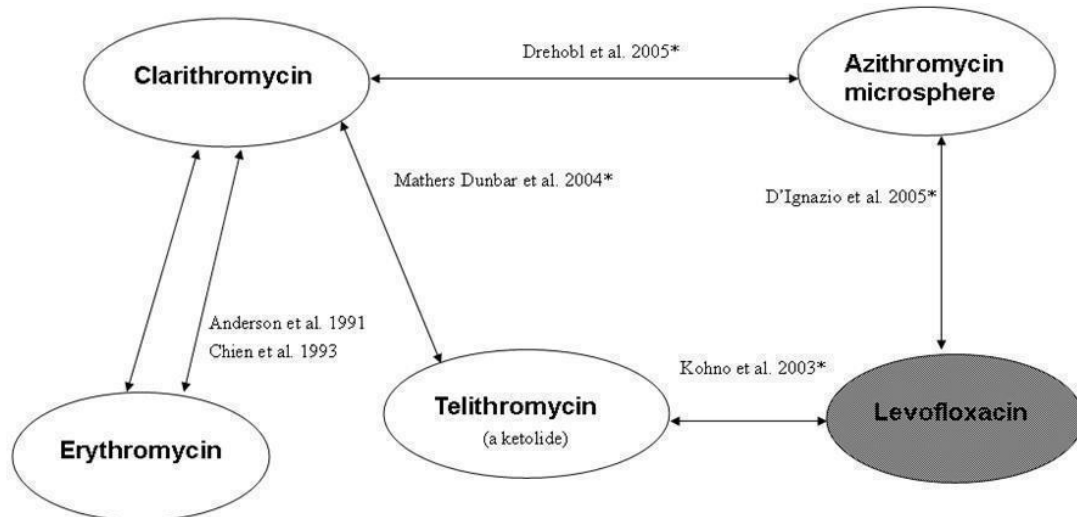 Drehobl et al. 2005*
Clarithromycin
Azithromycin
microsphere
Mathers Dunbar et al. 2004*
D'Ignazio et al. 2005*
Anderson et al. 1991
Chien et al. 1993
Kohno et al. 2003*
Telithromycin
(a ketolide)
Levofloxacin
Erythromycin